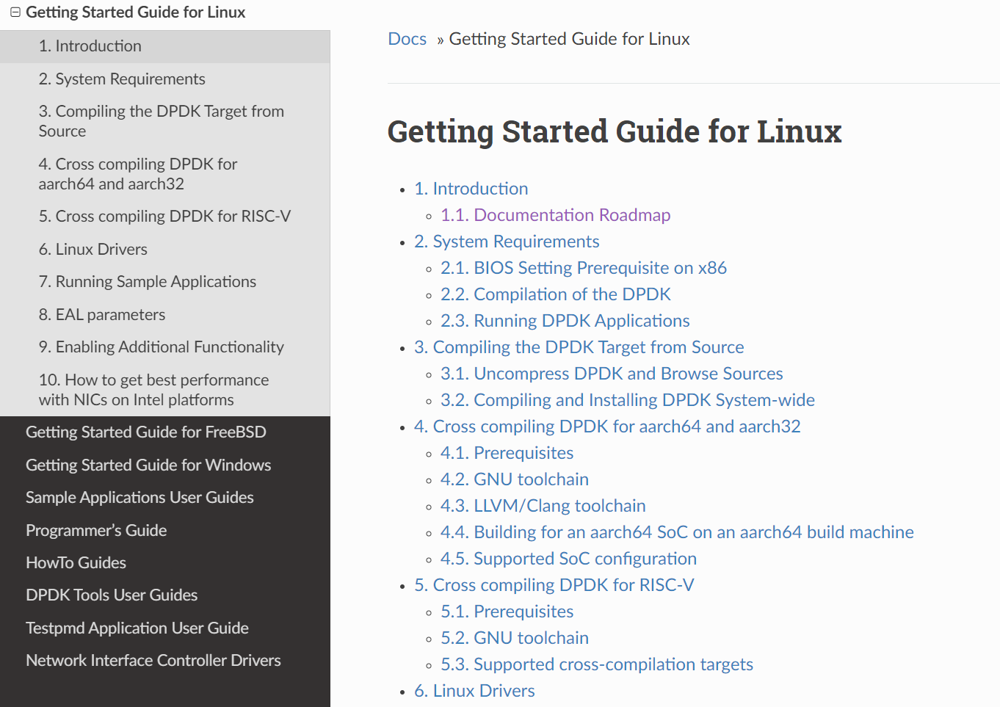 Getting Started Guide for Linux
1. Introduction
2. System Requirements
3. Compiling the DPDK Target from
Source
4. Cross compiling DPDK for
aarch64 and aarch32
5. Cross compiling DPDK for RISC-V
6. Linux Drivers
7. Running Sample Applications
8. EAL parameters
9. Enabling Additional Functionality
10. How to get best performance
with NICs on Intel platforms
Getting Started Guide for FreeBSD
Getting Started Guide for Windows
Sample Applications User Guides
Programmer’s Guide
HowTo Guides
DPDK Tools User Guides
Testpmd Application User Guide
Network Interface Controller Drivers
Docs » Getting Started Guide for Linux
Getting Started Guide for Linux
• 1. Introduction
◦ 1.1. Documentation Roadmap
• 2. System Requirements
◦ 2.1. BIOS Setting Prerequisite on x86
◦ 2.2. Compilation of the DPDK
◦ 2.3. Running DPDK Applications
• 3. Compiling the DPDK Target from Source
◦ 3.1. Uncompress DPDK and Browse Sources
◦ 3.2. Compiling and Installing DPDK System-wide
• 4. Cross compiling DPDK for aarch64 and aarch32
◦ 4.1. Prerequisites
◦ 4.2. GNU toolchain
◦ 4.3. LLVM/Clang toolchain
◦ 4.4. Building for an aarch64 SoC on an aarch64 build machine
◦ 4.5. Supported SoC configuration
• 5. Cross compiling DPDK for RISC-V
◦ 5.1. Prerequisites
◦ 5.2. GNU toolchain
◦ 5.3. Supported cross-compilation targets
• 6. Linux Drivers